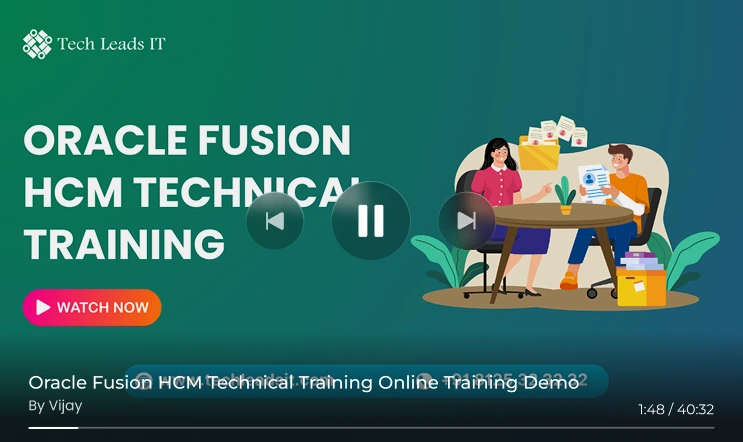 Tech Leads IT
ORACLE FUSION
HCM TECHNICAL
TRAINING
WATCH NOW
Oracle Fusion HCM Technical Training Online Training Demo
By Vijay
1:48 / 40:32